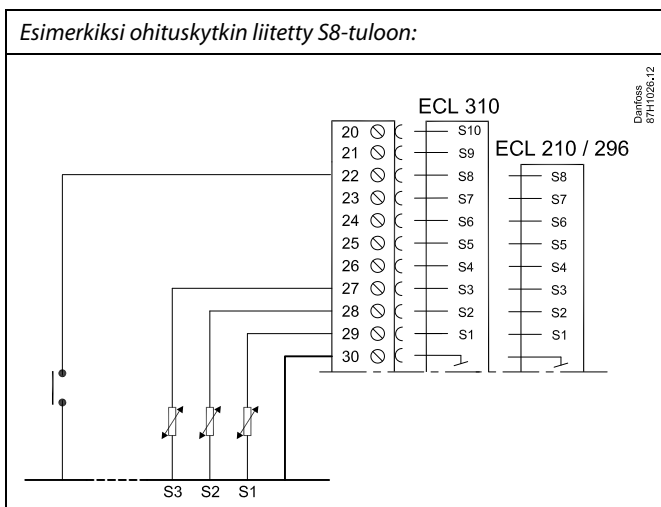 Esimerkiksi ohituskytkin liitetty S8-tuloon:
Danfoss
87H1026.12
ECL 310
ECL 210 / 296
20 S10
21 S9
22 S8 S8
23 S7 S7
24 S6 S6
25 S5 S5
26 S4 S4
27 S3 S3
28 S2 S2
29 S1 S1
30
S3 S2 S1